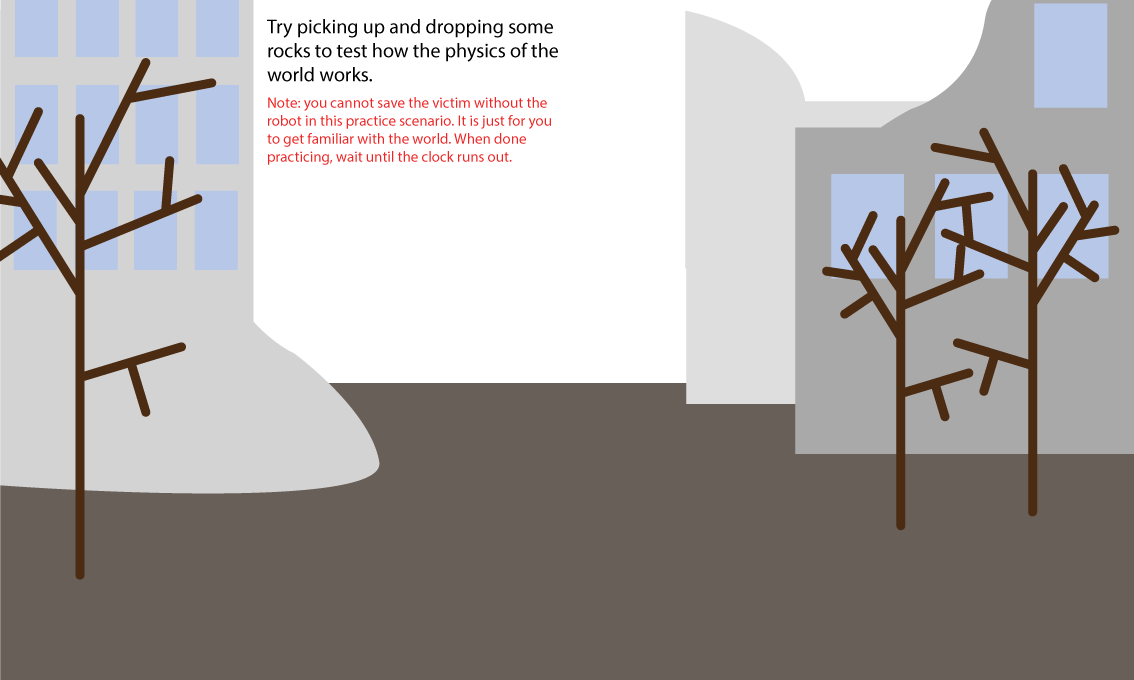 Try picking up and dropping some
rocks to test how the physics of the
world works.
Note: you cannot save the victim without the
robot in this practice scenario. It is just for you
to get familiar with the world. When done
practicing, wait until the clock runs out.